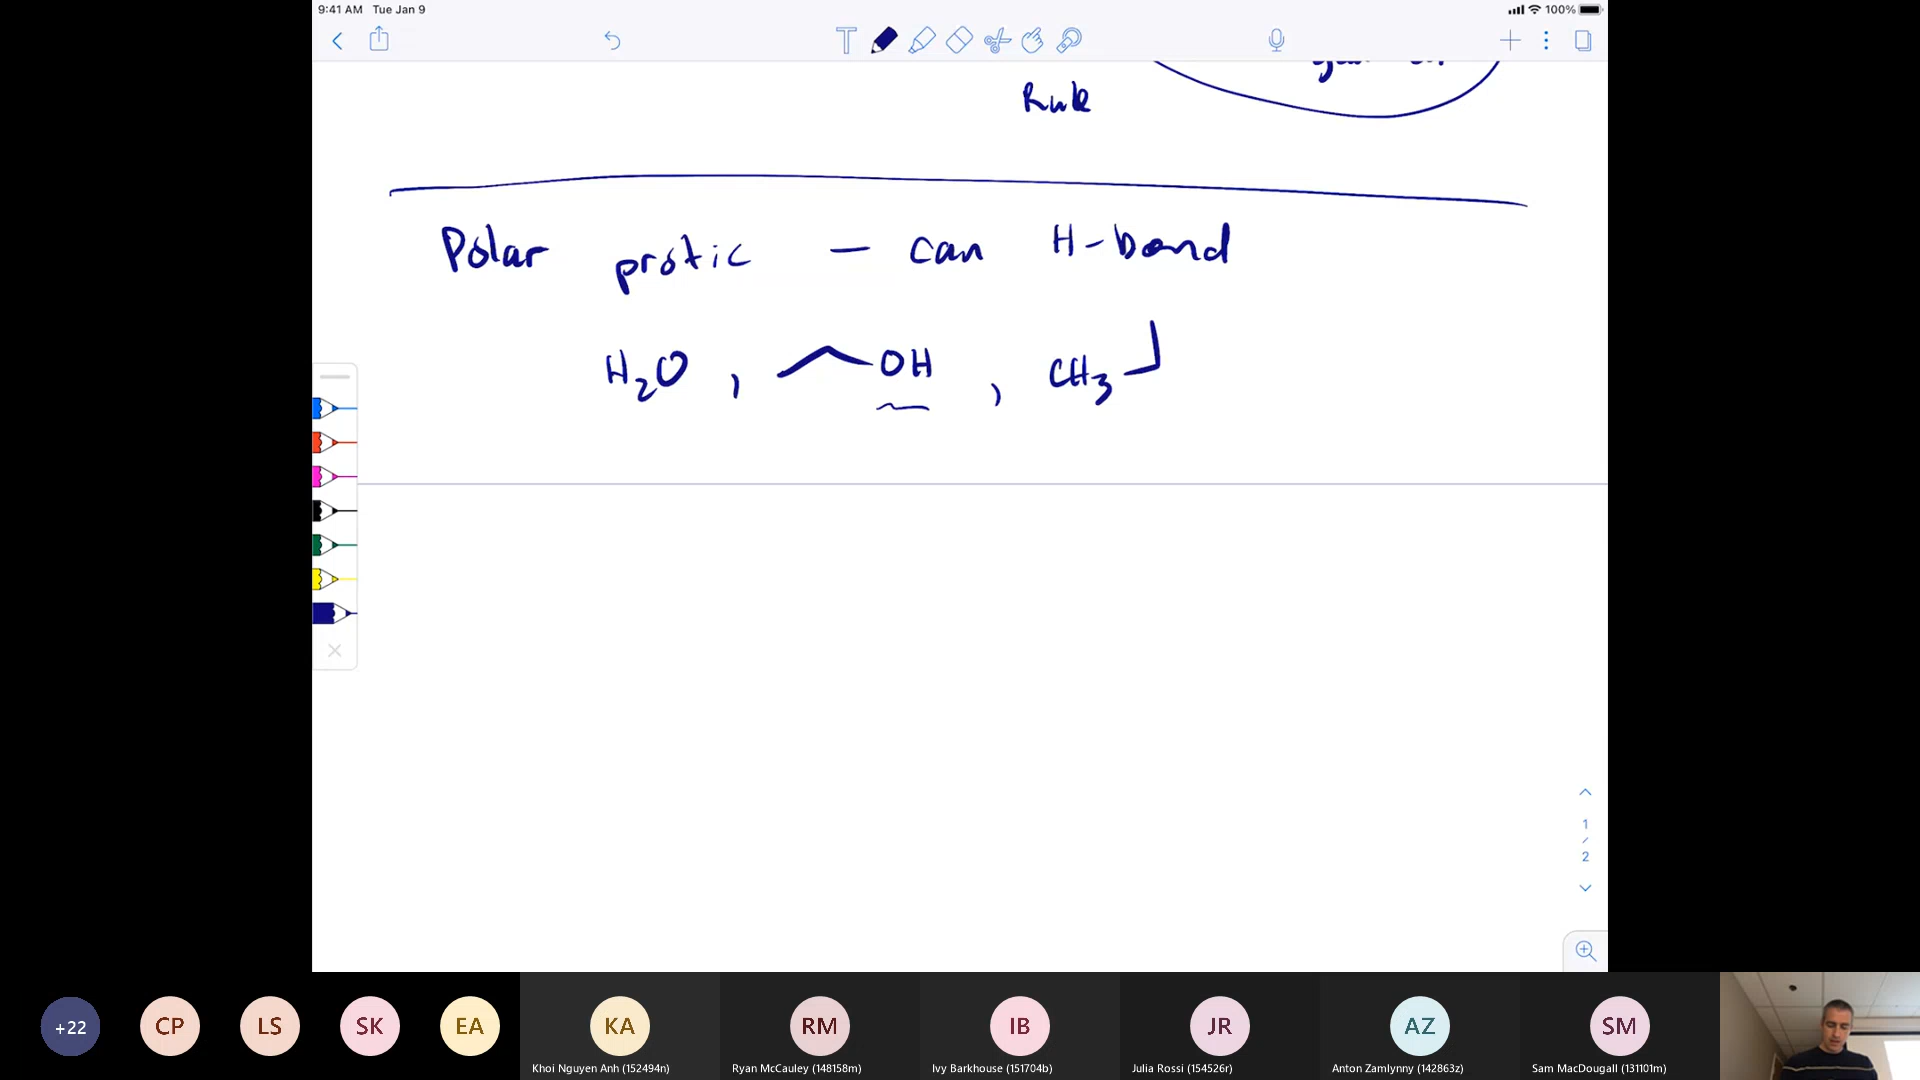 9:41 AM Tue Jan 9
100%
T
Rule
Polar protic — can H-bond
H₂O , OH , CH₃
1
/
2
+22
CP
LS
SK
EA
KA
RM
IB
JR
AZ
SM
Khoi Nguyen Anh (152494n)
Ryan McCauley (148158m)
Ivy Barkhouse (151704b)
Julia Rossi (154526r)
Anton Zamlynny (142863z)
Sam MacDougall (131101m)